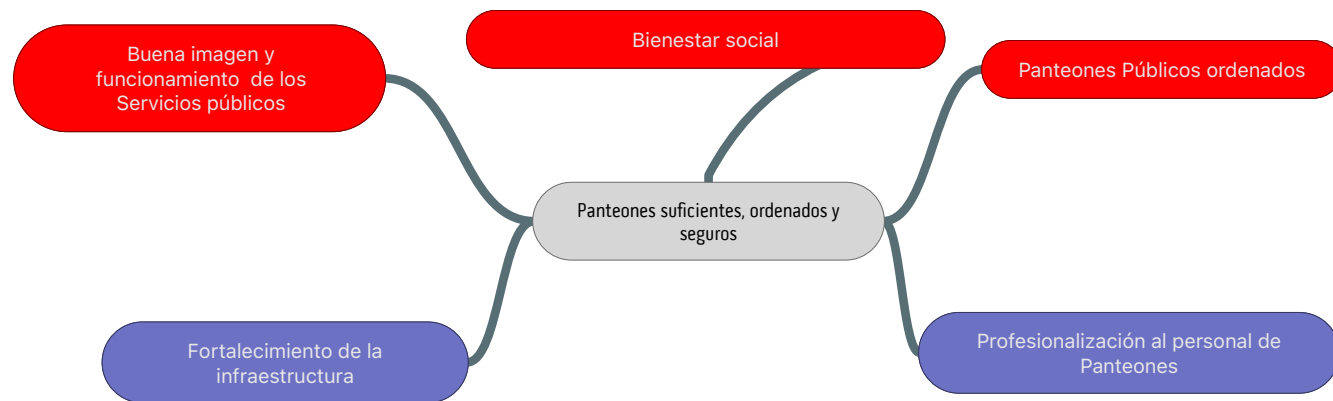 Buena imagen y
funcionamiento de los
Servicios públicos
Bienestar social
Panteones Públicos ordenados
Panteones suficientes, ordenados y
seguros
Fortalecimiento de la
infraestructura
Profesionalización al personal de
Panteones